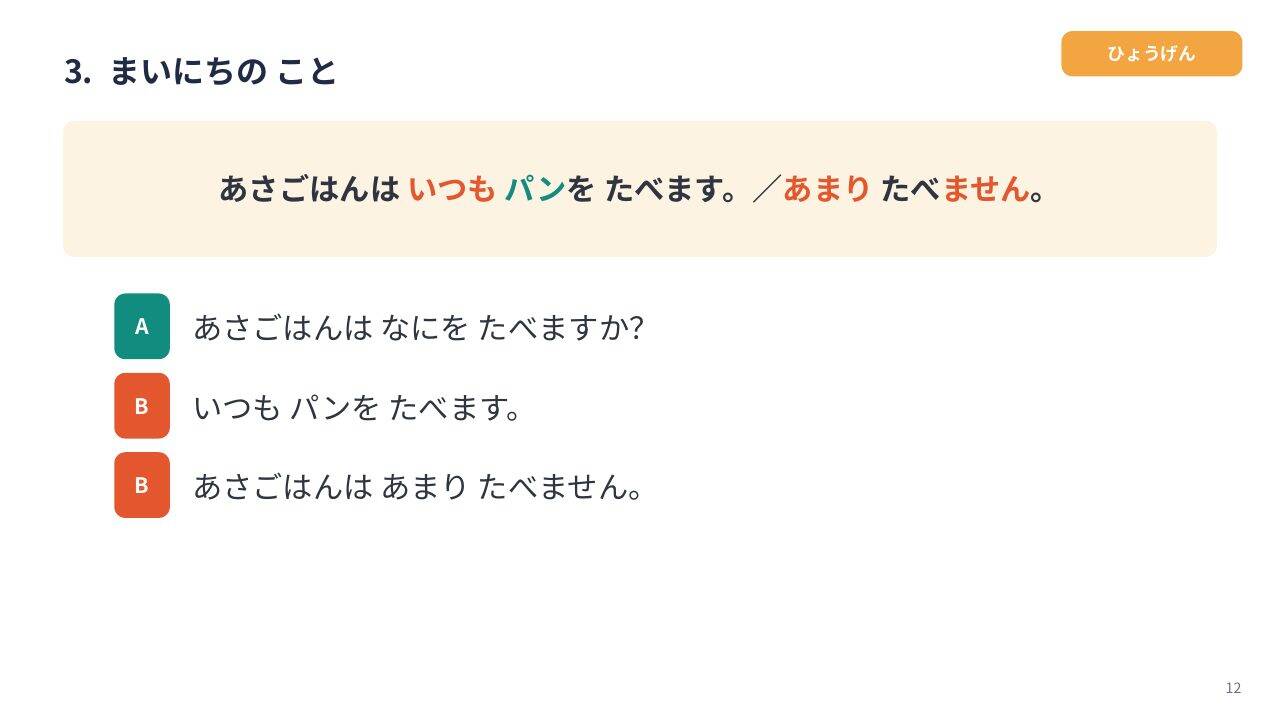 3. まいにちの こと
ひょうげん
あさごはんは いつも パンを たべます。／あまり たべません。
A あさごはんは なにを たべますか?
B いつも パンを たべます。
B あさごはんは あまり たべません。
12